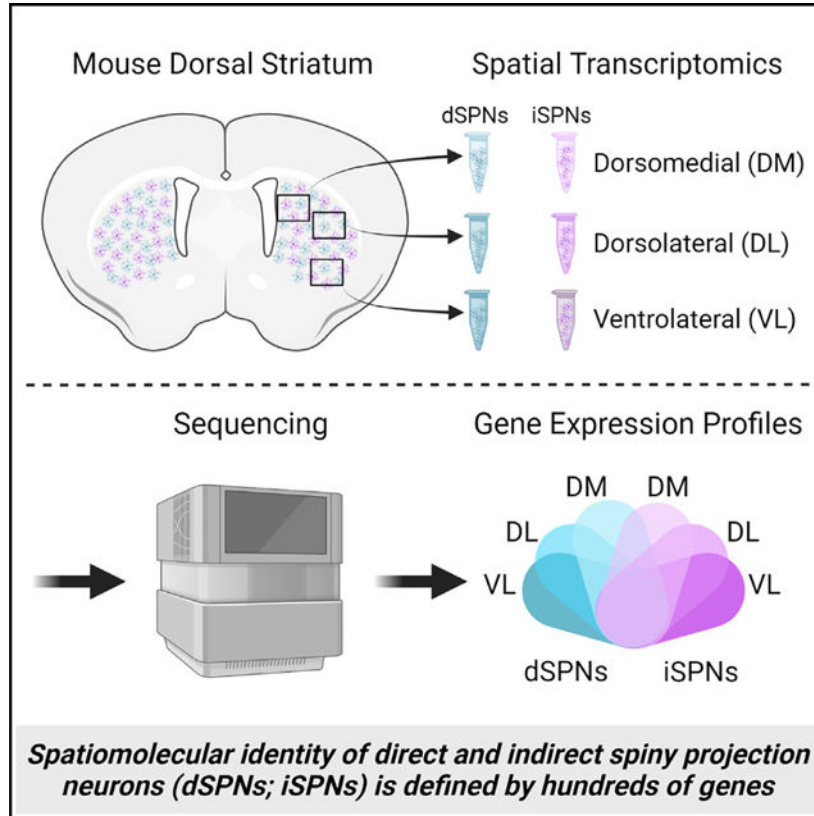 Mouse Dorsal Striatum
Spatial Transcriptomics
dSPNs iSPNs
Dorsomedial (DM)
Dorsolateral (DL)
Ventrolateral (VL)
Sequencing
Gene Expression Profiles
DM DM
DL DL
VL VL
dSPNs iSPNs
Spatiomolecular identity of direct and indirect spiny projection
neurons (dSPNs; iSPNs) is defined by hundreds of genes